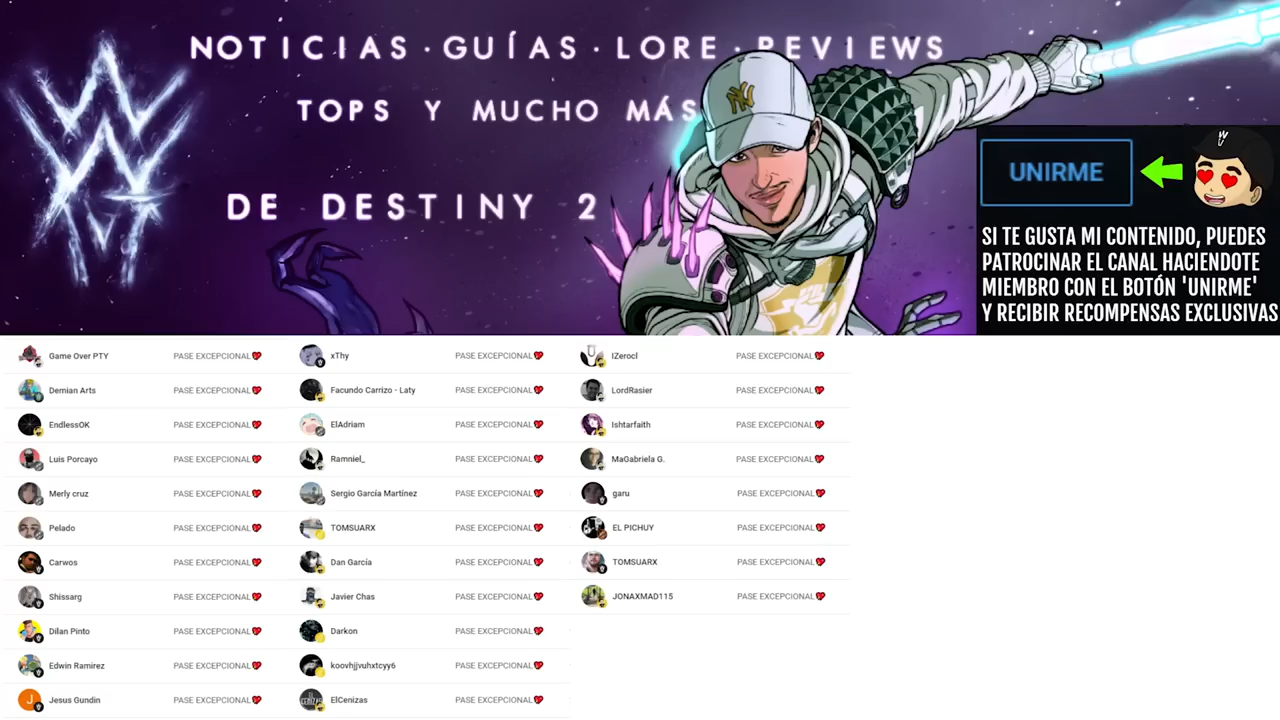 NOTICIAS · GUÍAS · LORE · REVIEWS
TOPS Y MUCHO MÁS
DE DESTINY 2
UNIRME
SI TE GUSTA MI CONTENIDO, PUEDES
PATROCINAR EL CANAL HACIENDOTE
MIEMBRO CON EL BOTÓN 'UNIRME'
Y RECIBIR RECOMPENSAS EXCLUSIVAS
Game Over PTY PASE EXCEPCIONAL
Demian Arts PASE EXCEPCIONAL
EndlessOK PASE EXCEPCIONAL
Luis Porcayo PASE EXCEPCIONAL
Merly cruz PASE EXCEPCIONAL
Pelado PASE EXCEPCIONAL
Carwos PASE EXCEPCIONAL
Shissarg PASE EXCEPCIONAL
Dilan Pinto PASE EXCEPCIONAL
Edwin Ramirez PASE EXCEPCIONAL
J Jesus Gundin PASE EXCEPCIONAL
xThy PASE EXCEPCIONAL
Facundo Carrizo - Laty PASE EXCEPCIONAL
ElAdriam PASE EXCEPCIONAL
Ramniel_ PASE EXCEPCIONAL
Sergio García Martínez PASE EXCEPCIONAL
TOMSUARX PASE EXCEPCIONAL
Dan García PASE EXCEPCIONAL
Javier Chas PASE EXCEPCIONAL
Darkon PASE EXCEPCIONAL
koovhjjvuhxtcyy6 PASE EXCEPCIONAL
ElCenizas PASE EXCEPCIONAL
IZerocl PASE EXCEPCIONAL
LordRasier PASE EXCEPCIONAL
Ishtarfaith PASE EXCEPCIONAL
MaGabriela G. PASE EXCEPCIONAL
garu PASE EXCEPCIONAL
EL PICHUY PASE EXCEPCIONAL
TOMSUARX PASE EXCEPCIONAL
JONAXMAD115 PASE EXCEPCIONAL